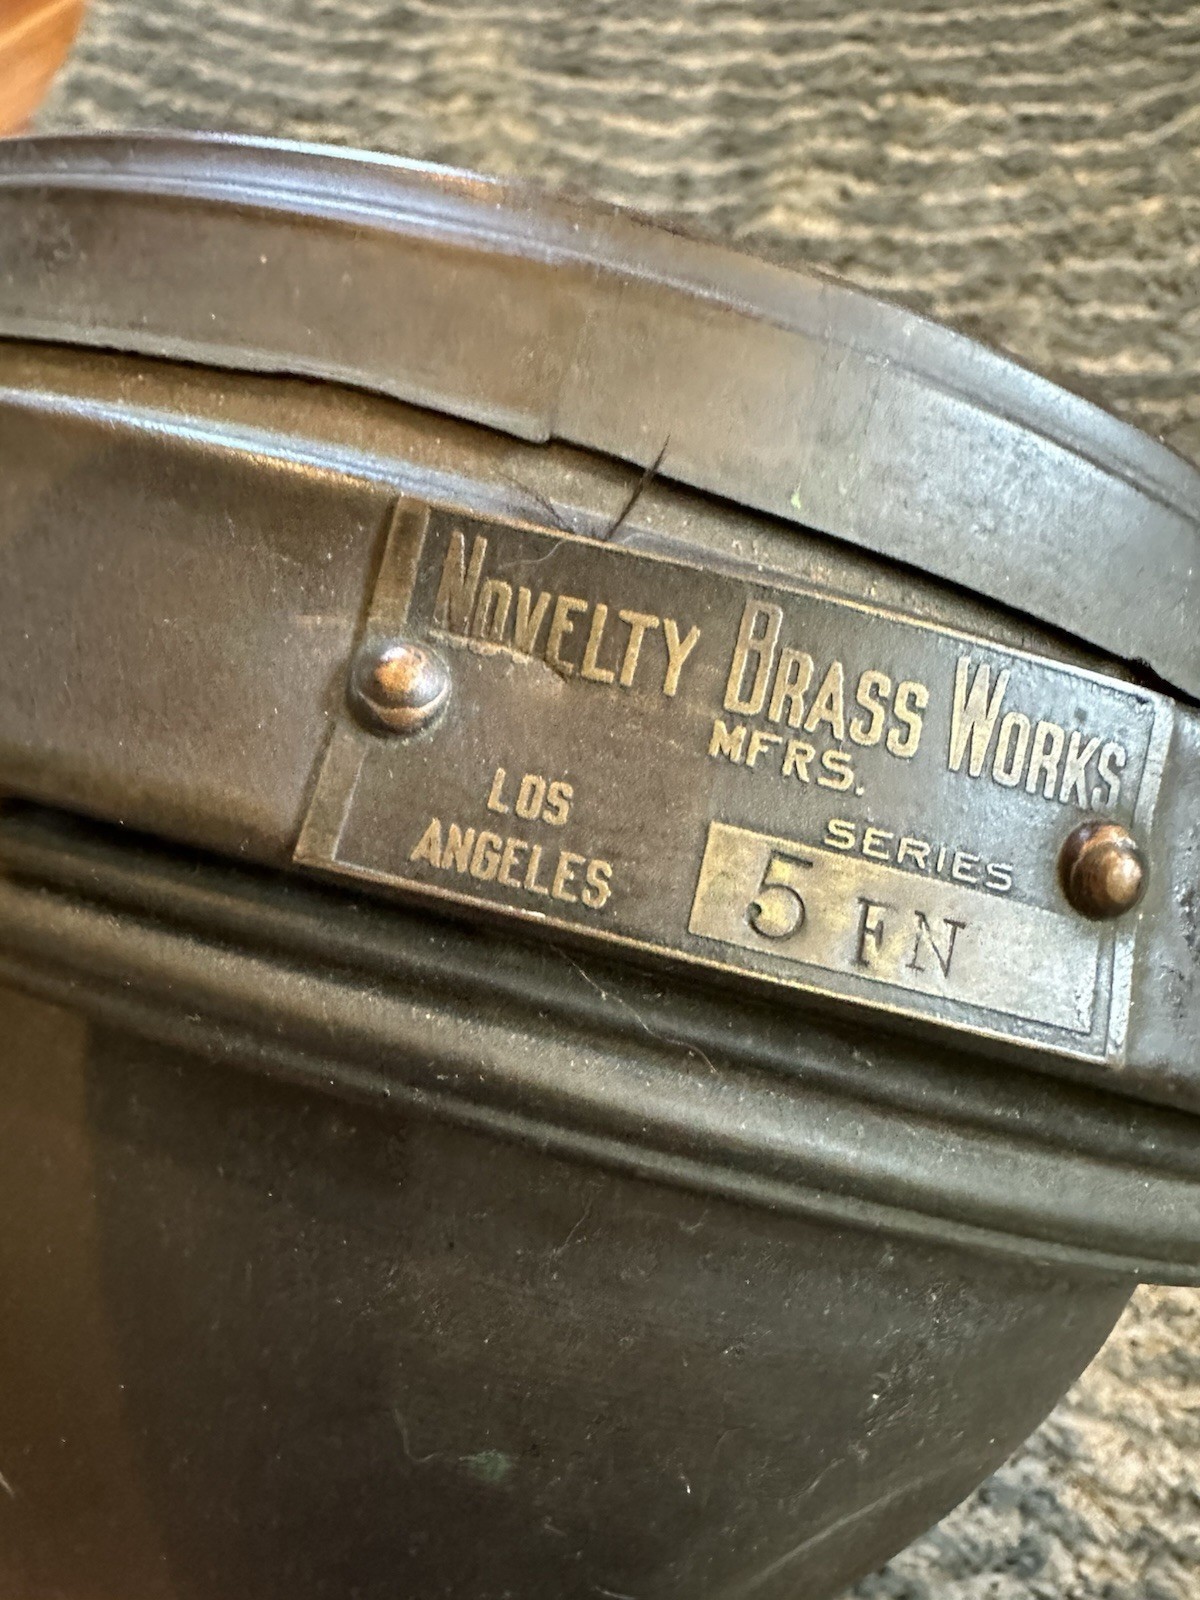 NOVELTY BRASS WORKS
MFRS.
LOS
ANGELES
SERIES
5 FN